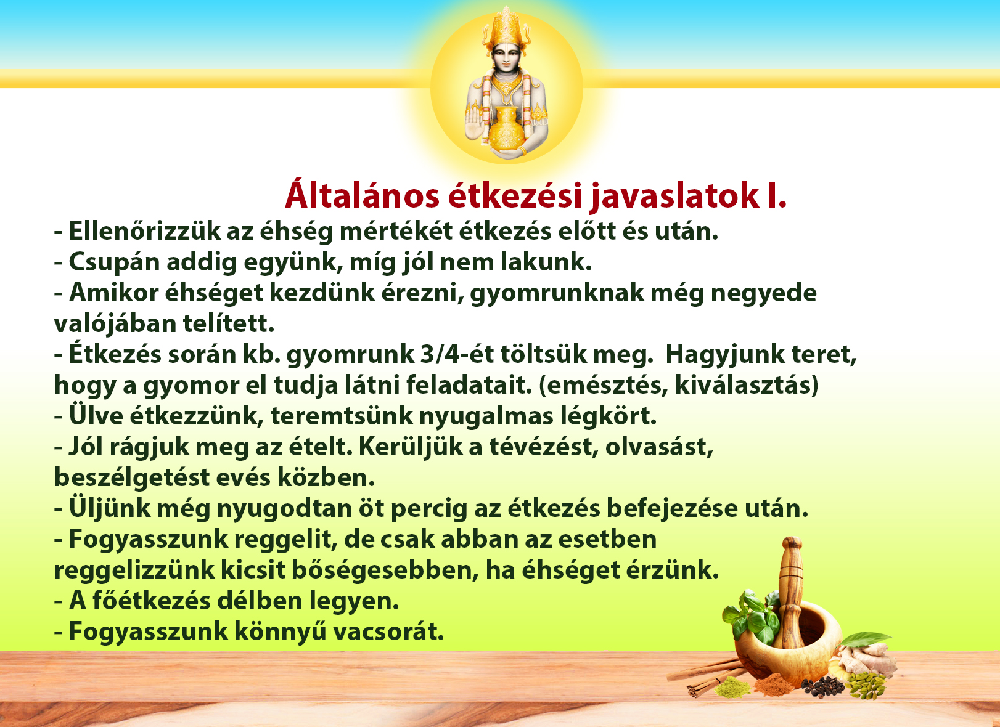 Általános étkezési javaslatok I.
- Ellenőrizzük az éhség mértékét étkezés előtt és után.
- Csupán addig együnk, míg jól nem lakunk.
- Amikor éhséget kezdünk érezni, gyomrunknak még negyede
valójában telített.
- Étkezés során kb. gyomrunk 3/4-ét töltsük meg.  Hagyjunk teret,
hogy a gyomor el tudja látni feladatait. (emésztés, kiválasztás)
- Ülve étkezzünk, teremtsünk nyugalmas légkört.
- Jól rágjuk meg az ételt. Kerüljük a tévézést, olvasást,
beszélgetést evés közben.
- Üljünk még nyugodtan öt percig az étkezés befejezése után.
- Fogyasszunk reggelit, de csak abban az esetben
reggelizzünk kicsit bőségesebben, ha éhséget érzünk.
- A főétkezés délben legyen.
- Fogyasszunk könnyű vacsorát.